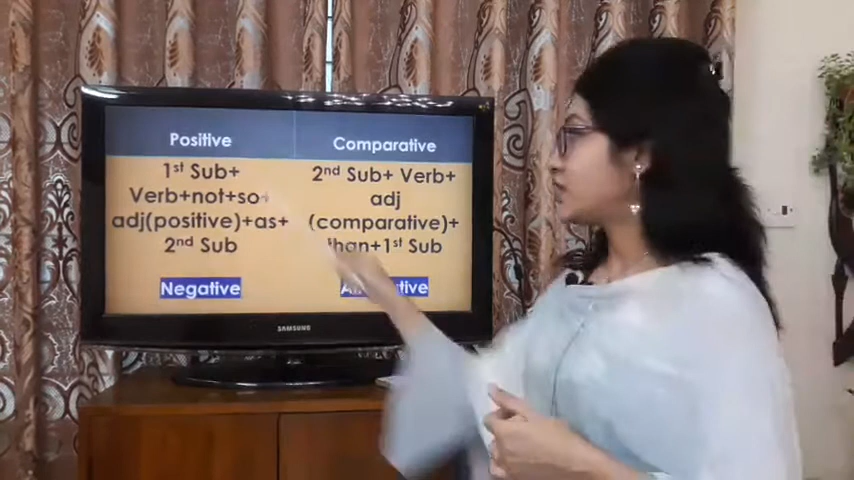 Positive
1st Sub+
Verb+not+so+
adj(positive)+as+
2nd Sub
Negative
Comparative
2nd Sub+ Verb+
adj
(comparative)+
than+1st Sub
SAMSUNG